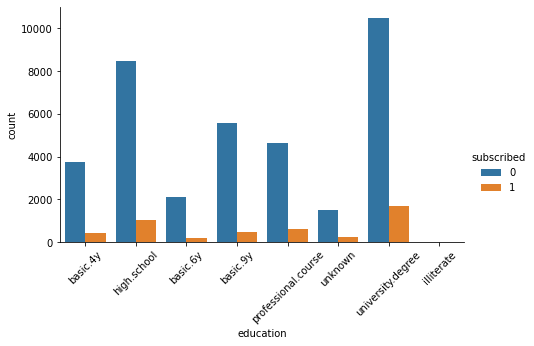 10000
8000
6000
4000
2000
0
count
basic.4y
high.school
basic.6y
basic.9y
professional.course
unknown
university.degree
illiterate
education
subscribed
0
1